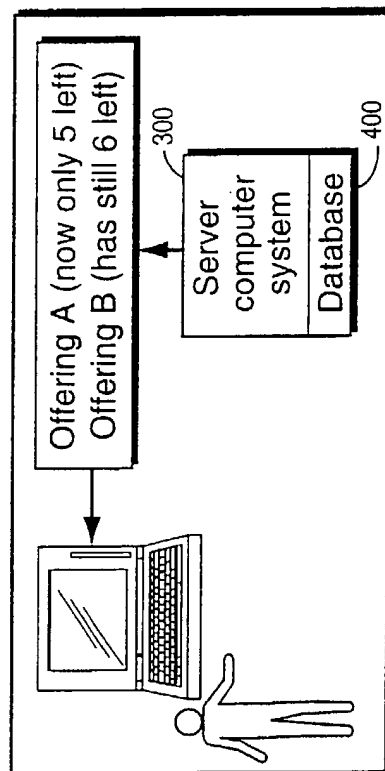 Offering A (now only 5 left)
Offering B (has still 6 left)
300
Server
computer
system
Database
400